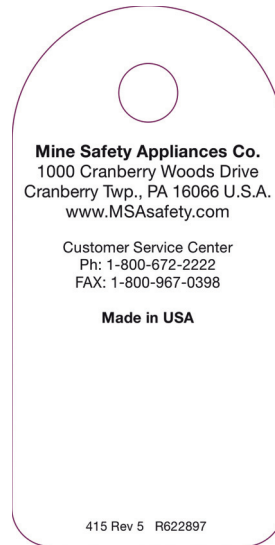 Mine Safety Appliances Co.
1000 Cranberry Woods Drive
Cranberry Twp., PA 16066 U.S.A.
www.MSAsafety.com
Customer Service Center
Ph: 1-800-672-2222
FAX: 1-800-967-0398
Made in USA
415 Rev 5   R622897